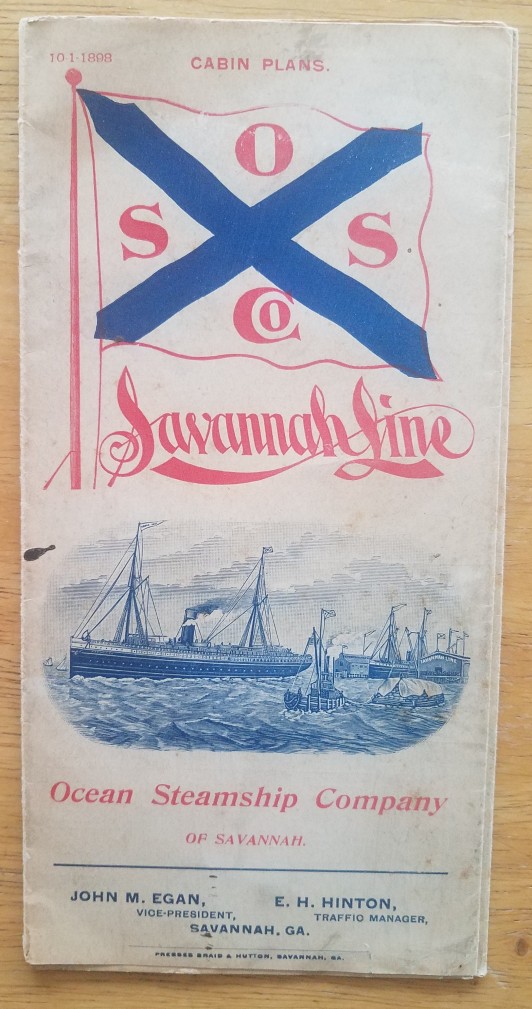 10-1-1898
CABIN PLANS.
O
S S
Co
Savannah Line
Ocean Steamship Company
OF SAVANNAH.
JOHN M. EGAN, E. H. HINTON,
VICE-PRESIDENT, TRAFFIC MANAGER,
SAVANNAH, GA.
PRESSES BRAID & HUTTON, SAVANNAH, GA.